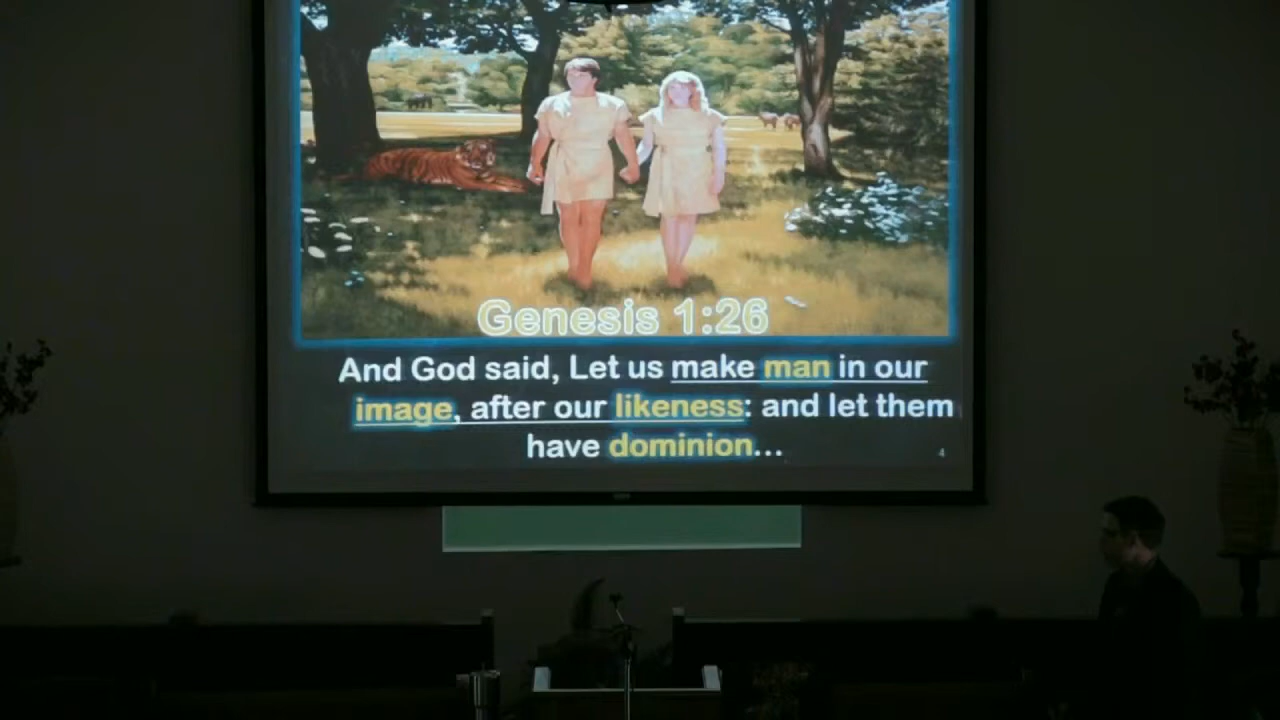 Genesis 1:26
And God said, Let us make man in our
image, after our likeness: and let them
have dominion...
4